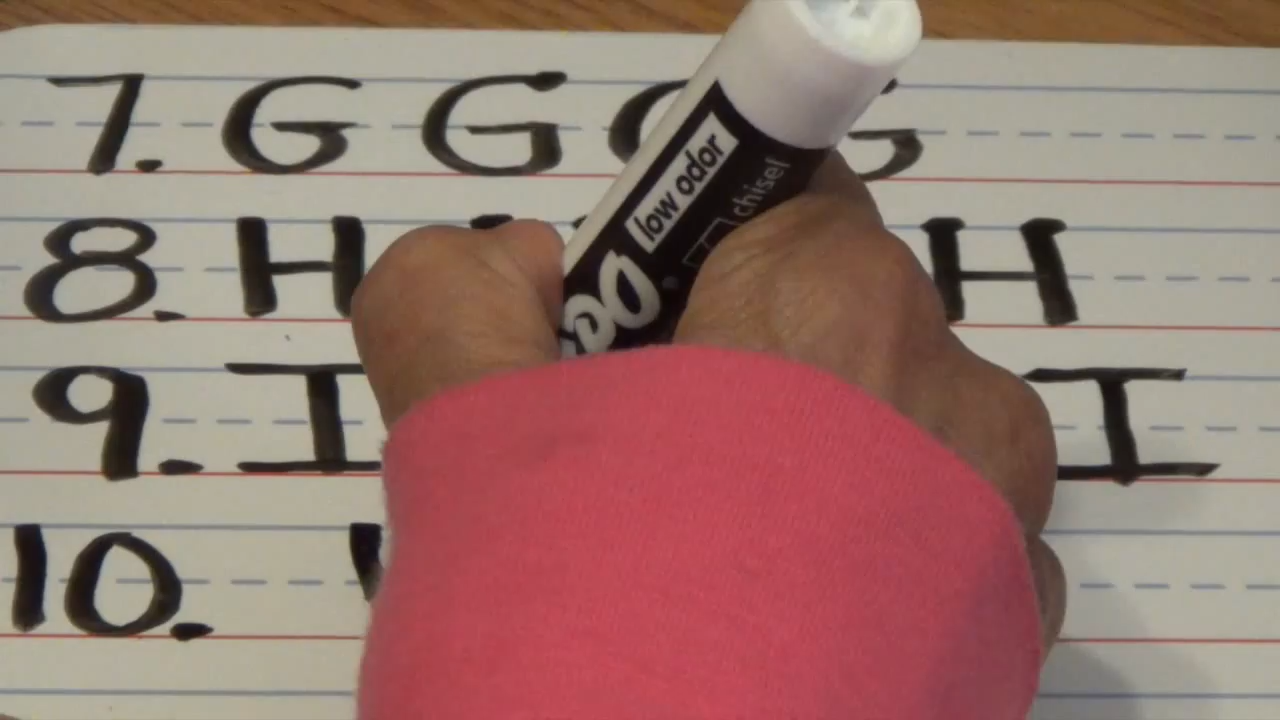 7. G G G G
8. H H
9. I I
10.
low odor
chisel